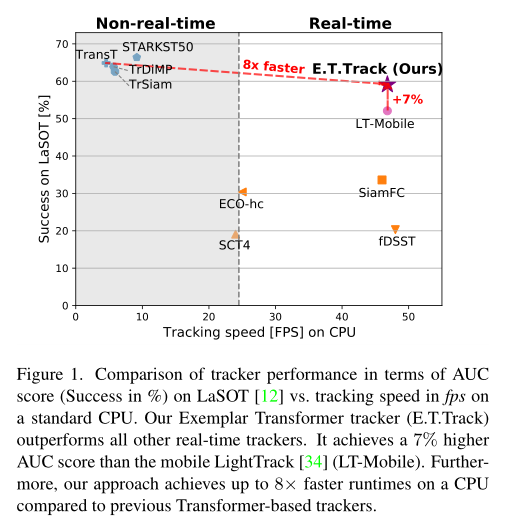 Non-real-time Real-time
70
60
50
40
30
20
10
0
Success on LaSOT [%]
STARKST50
TransT
TrDiMP
TrSiam
8x faster
E.T.Track (Ours)
+7%
LT-Mobile
SiamFC
ECO-hc
fDSST
SCT4
0 10 20 30 40 50
Tracking speed [FPS] on CPU
Figure 1. Comparison of tracker performance in terms of AUC
score (Success in %) on LaSOT [12] vs. tracking speed in fps on
a standard CPU. Our Exemplar Transformer tracker (E.T.Track)
outperforms all other real-time trackers. It achieves a 7% higher
AUC score than the mobile LightTrack [34] (LT-Mobile). Further-
more, our approach achieves up to 8× faster runtimes on a CPU
compared to previous Transformer-based trackers.